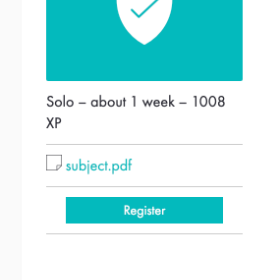 Solo – about 1 week – 1008
XP
subject.pdf
Register